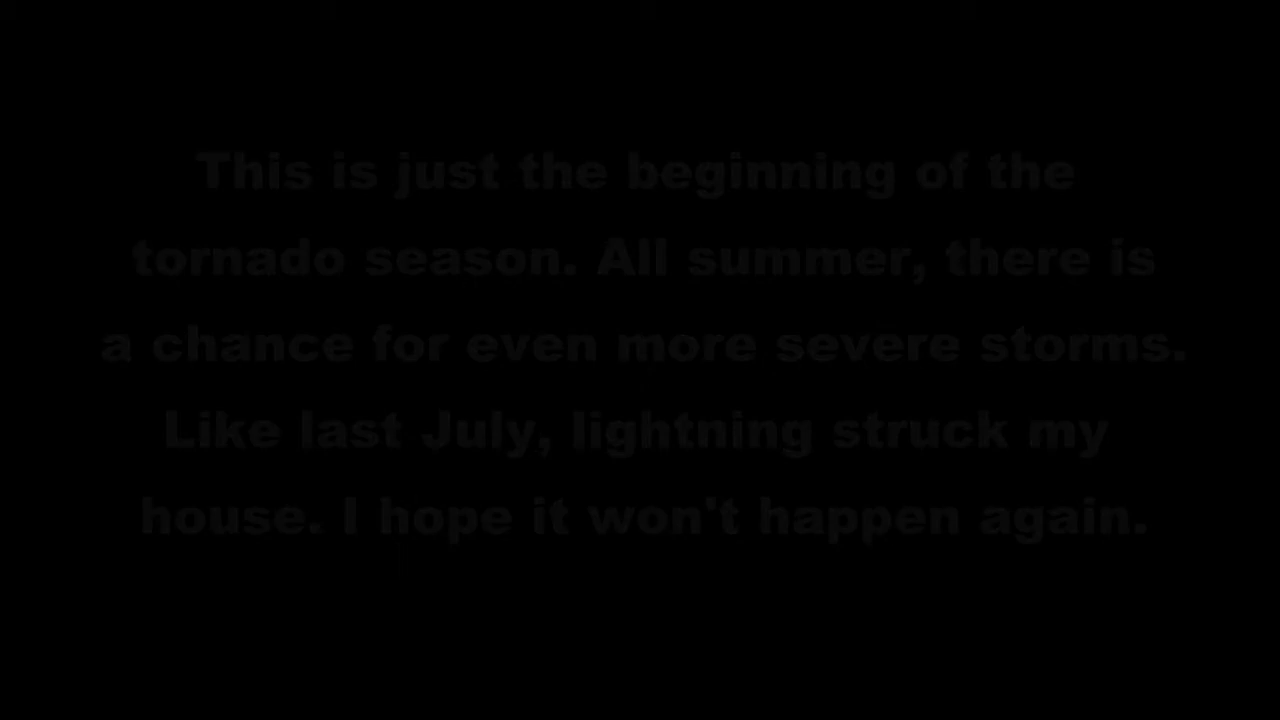 This is just the beginning of the
tornado season. All summer, there is
a chance for even more severe storms.
Like last July, lightning struck my
house. I hope it won't happen again.